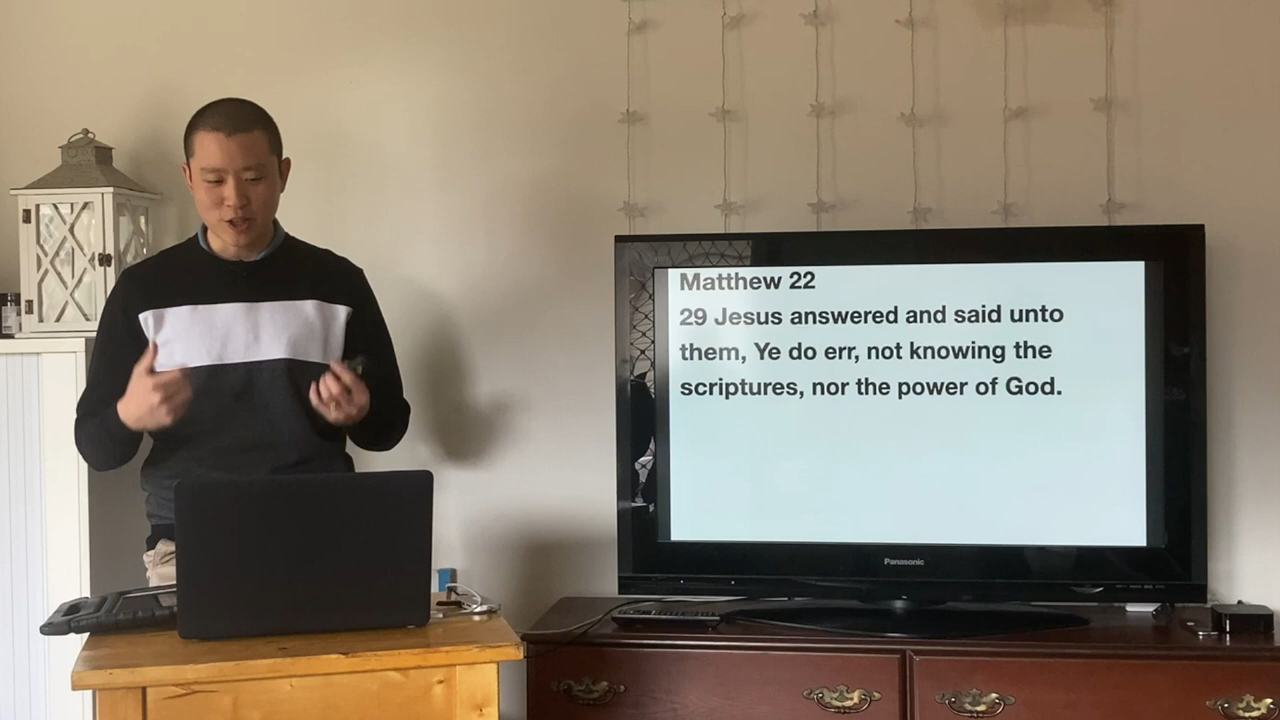 Matthew 22
29 Jesus answered and said unto
them, Ye do err, not knowing the
scriptures, nor the power of God.
Panasonic